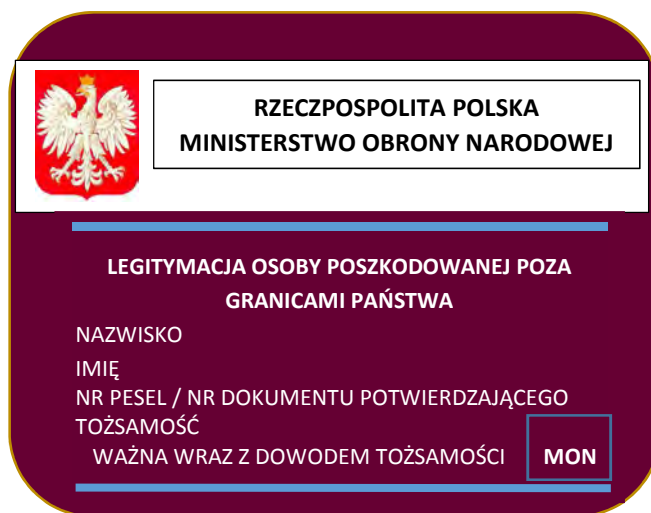 RZECZPOSPOLITA POLSKA
MINISTERSTWO OBRONY NARODOWEJ
LEGITYMACJA OSOBY POSZKODOWANEJ POZA
GRANICAMI PAŃSTWA
NAZWISKO
IMIĘ
NR PESEL / NR DOKUMENTU POTWIERDZAJĄCEGO
TOŻSAMOŚĆ
WAŻNA WRAZ Z DOWODEM TOŻSAMOŚCI MON